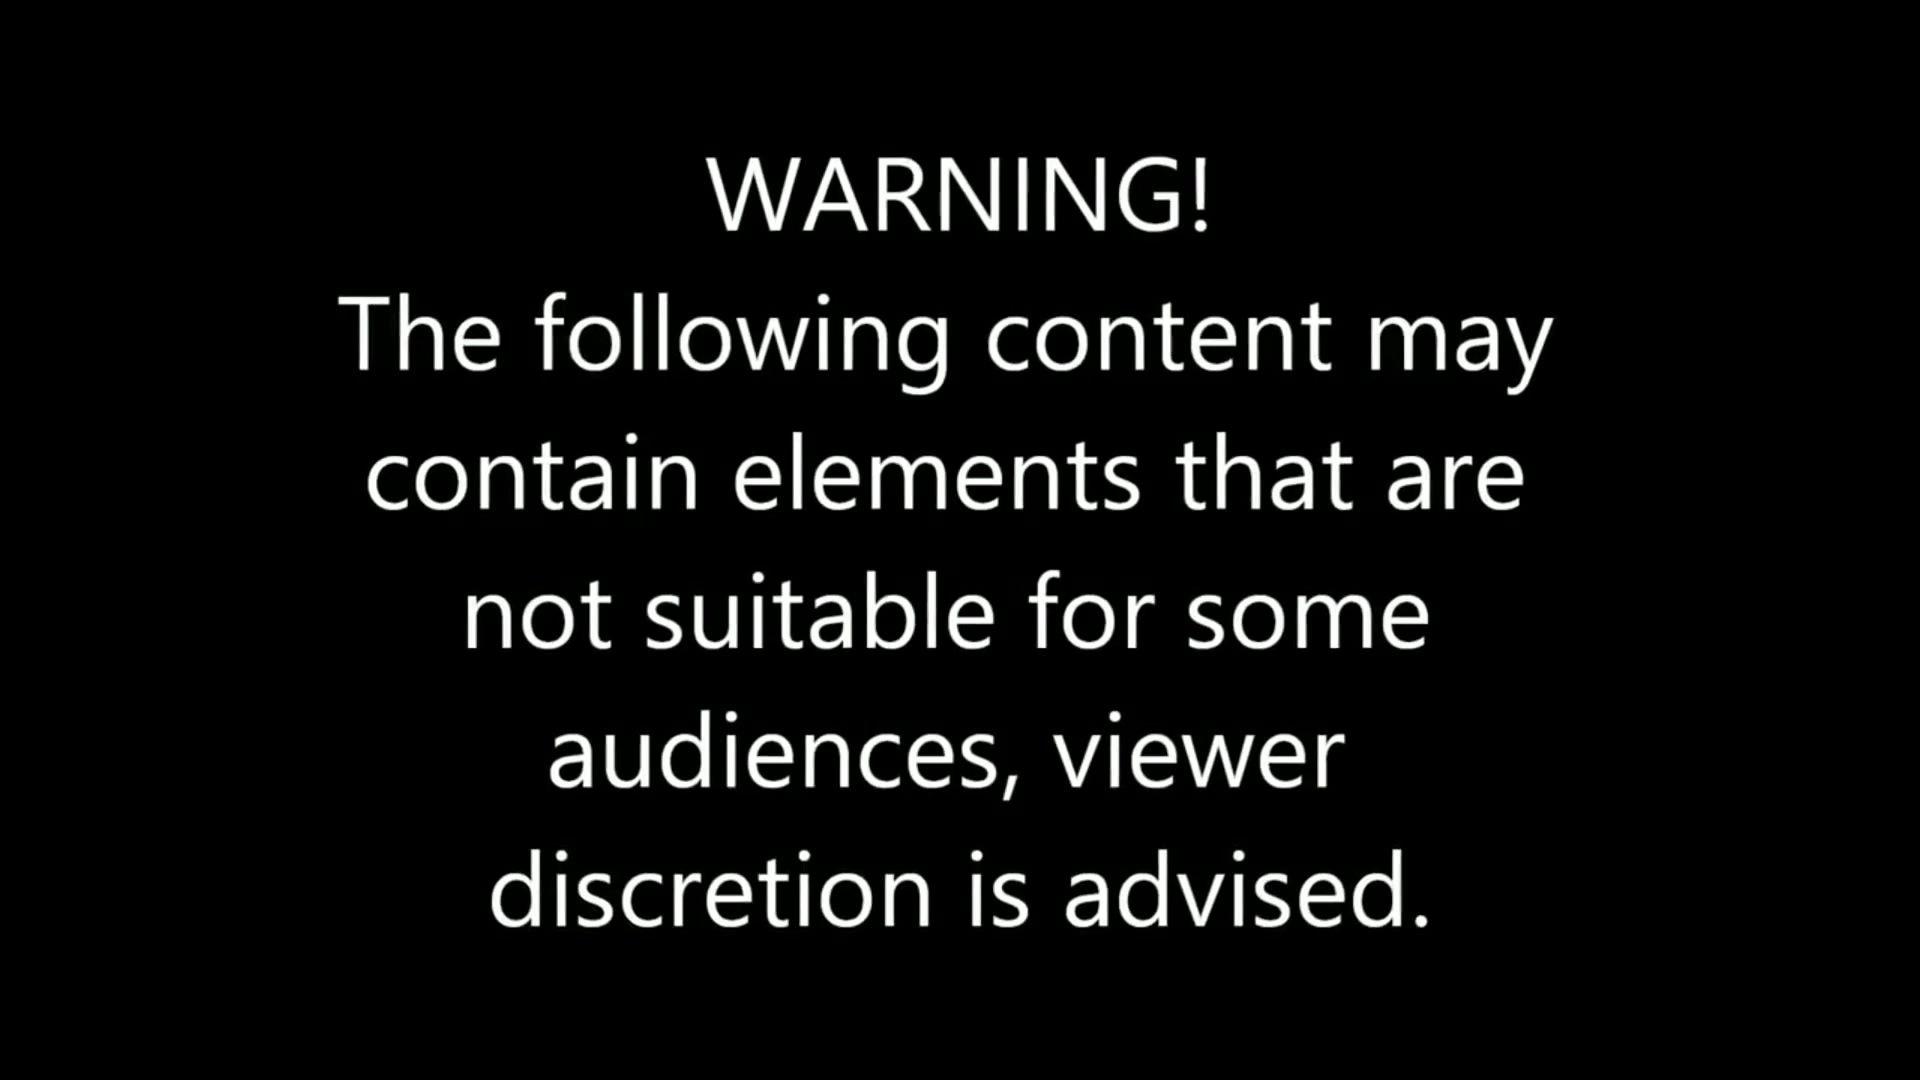 WARNING!
The following content may
contain elements that are
not suitable for some
audiences, viewer
discretion is advised.